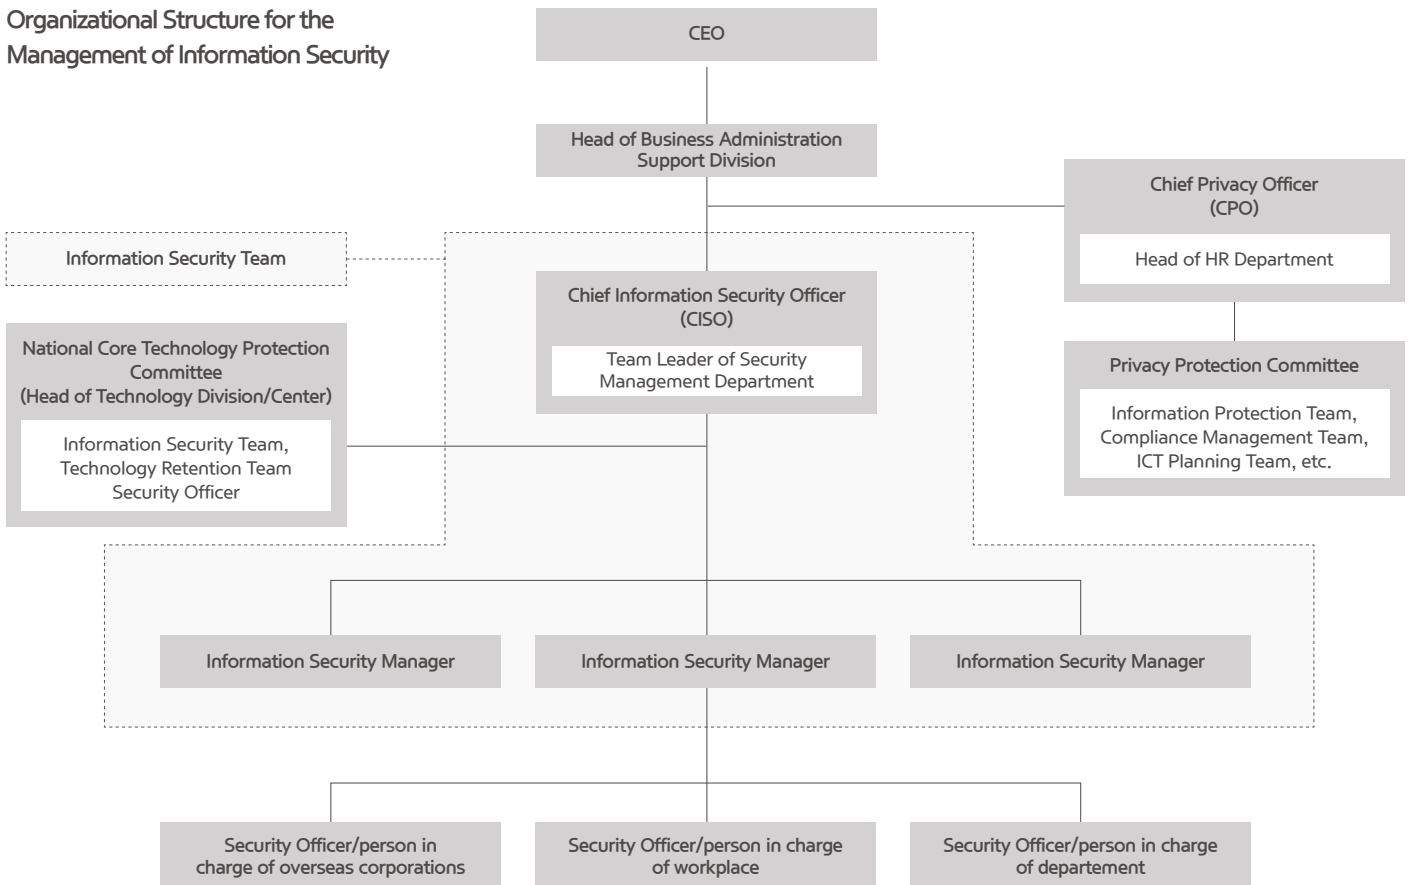 Organizational Structure for the
Management of Information Security
CEO
Head of Business Administration
Support Division
Chief Privacy Officer
(CPO)
Head of HR Department
Information Security Team
Chief Information Security Officer
(CISO)
Team Leader of Security
Management Department
National Core Technology Protection
Committee
(Head of Technology Division/Center)
Information Security Team,
Technology Retention Team
Security Officer
Privacy Protection Committee
Information Protection Team,
Compliance Management Team,
ICT Planning Team, etc.
Information Security Manager
Information Security Manager
Information Security Manager
Security Officer/person in
charge of overseas corporations
Security Officer/person in charge
of workplace
Security Officer/person in charge
of departement